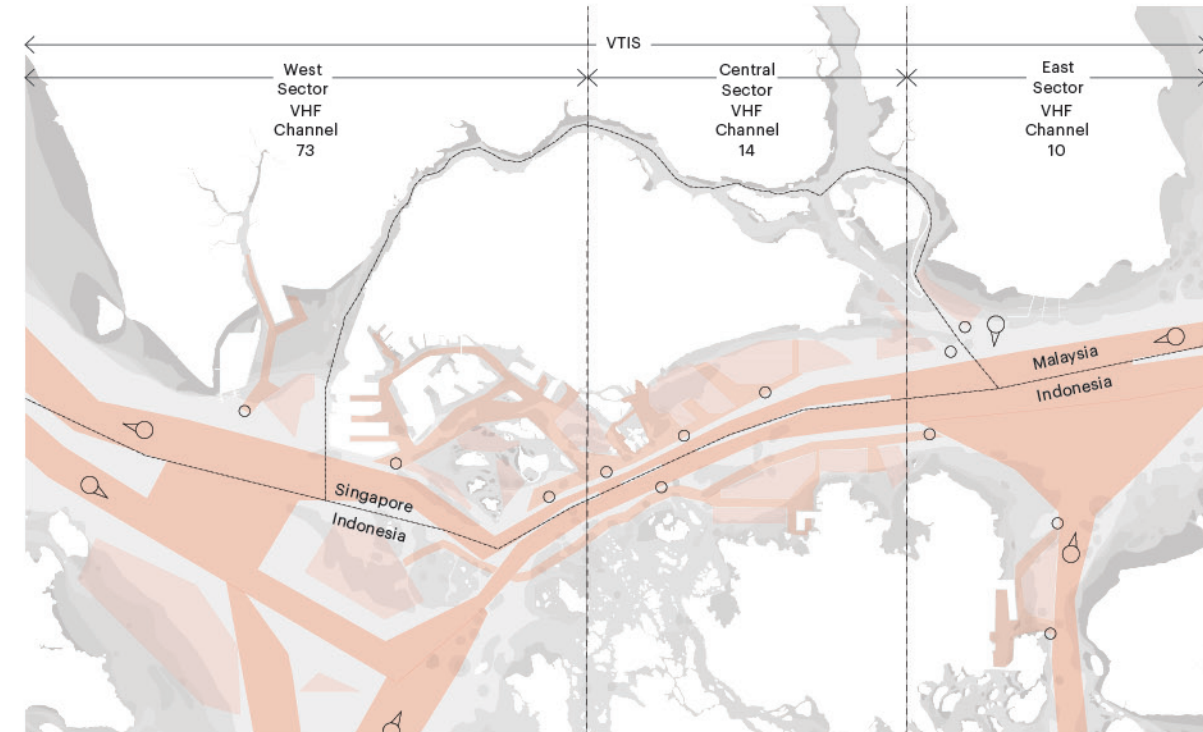 VTIS
West
Sector
VHF
Channel
73
Central
Sector
VHF
Channel
14
East
Sector
VHF
Channel
10
Malaysia
Indonesia
Singapore
Indonesia